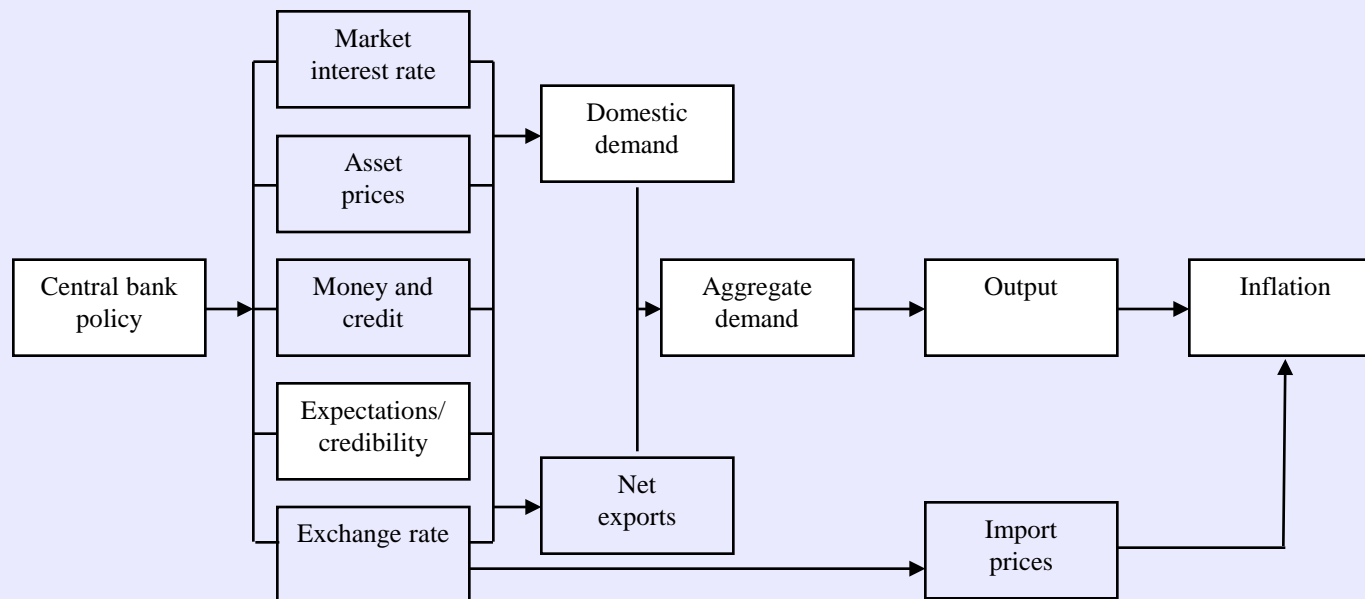 Market
interest rate
Domestic
demand
Asset
prices
Central bank
policy
Money and
credit
Aggregate
demand
Output
Inflation
Expectations/
credibility
Net
exports
Exchange rate
Import
prices